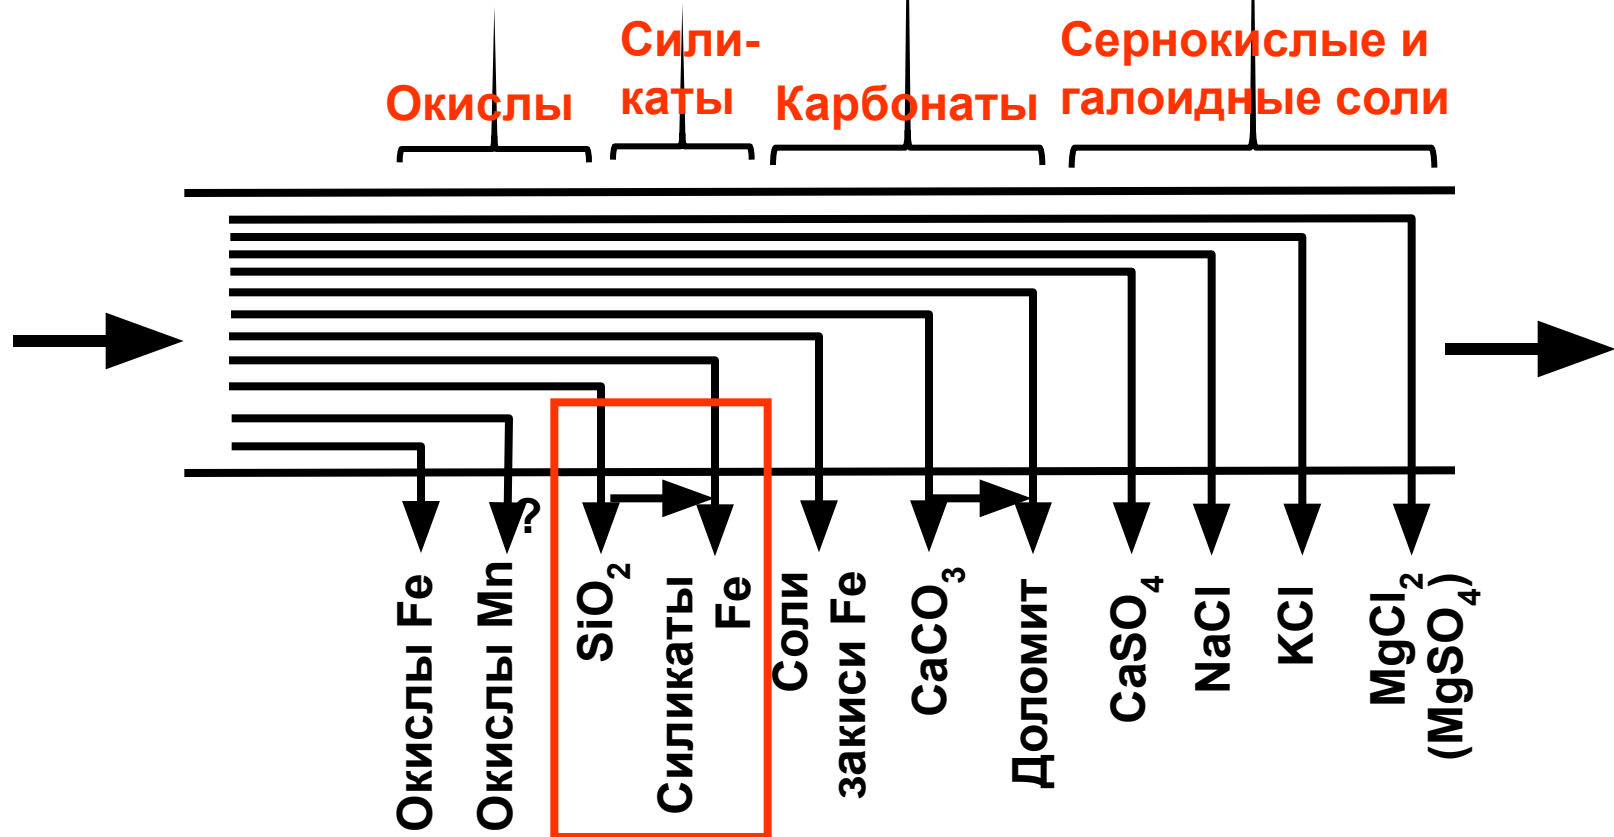 Окислы
Сили-
каты
Карбонаты
Сернокислые и
галоидные соли
?
Окислы Fe
Окислы Mn
SiO₂
Силикаты
Fe
Соли
закиси Fe
CaCO₃
Доломит
CaSO₄
NaCl
KCl
MgCl₂
(MgSO₄)